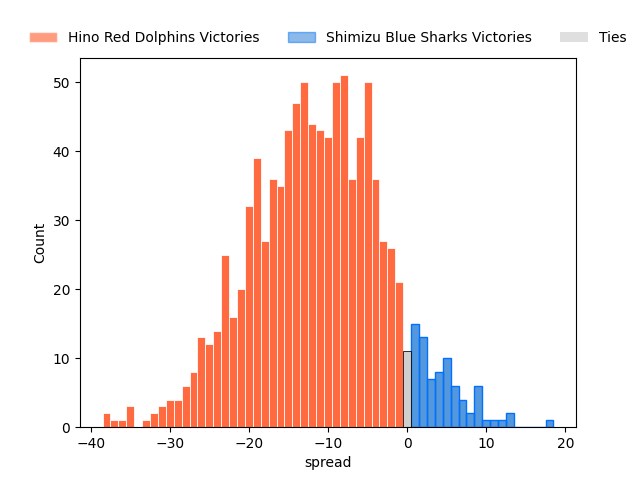 Hino Red Dolphins Victories Shimizu Blue Sharks Victories Ties
50
40
30
20
10
0
Count
−40 −30 −20 −10 0 10 20
spread